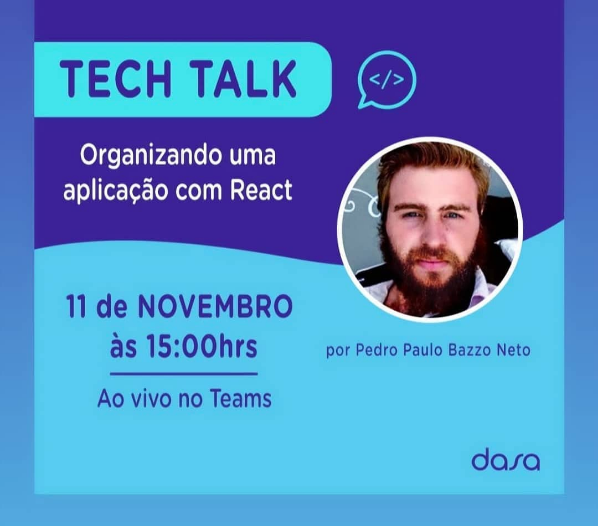 TECH TALK
</>
Organizando uma
aplicação com React
11 de NOVEMBRO
às 15:00hrs
Ao vivo no Teams
por Pedro Paulo Bazzo Neto
dasa